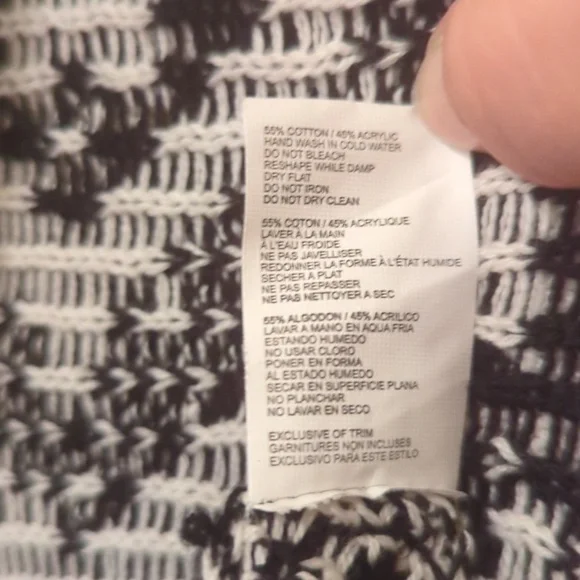 55% COTTON / 45% ACRYLIC
HAND WASH IN COLD WATER
DO NOT BLEACH
RESHAPE WHILE DAMP
DRY FLAT
DO NOT IRON
DO NOT DRY CLEAN
55% COTON / 45% ACRYLIQUE
LAVER À LA MAIN
À L'EAU FROIDE
NE PAS JAVELLISER
REDONNER LA FORME À L'ÉTAT HUMIDE
SECHER A PLAT
NE PAS REPASSER
NE PAS NETTOYER A SEC
55% ALGODON / 45% ACRILICO
LAVAR A MANO EN AQUA FRIA
ESTANDO HUMEDO
NO USAR CLORO
PONER EN FORMA
AL ESTADO HUMEDO
SECAR EN SUPERFICIE PLANA
NO PLANCHAR
NO LAVAR EN SECO
EXCLUSIVE OF TRIM
GARNITURES NON INCLUSES
EXCLUSIVO PARA ESTE ESTILO